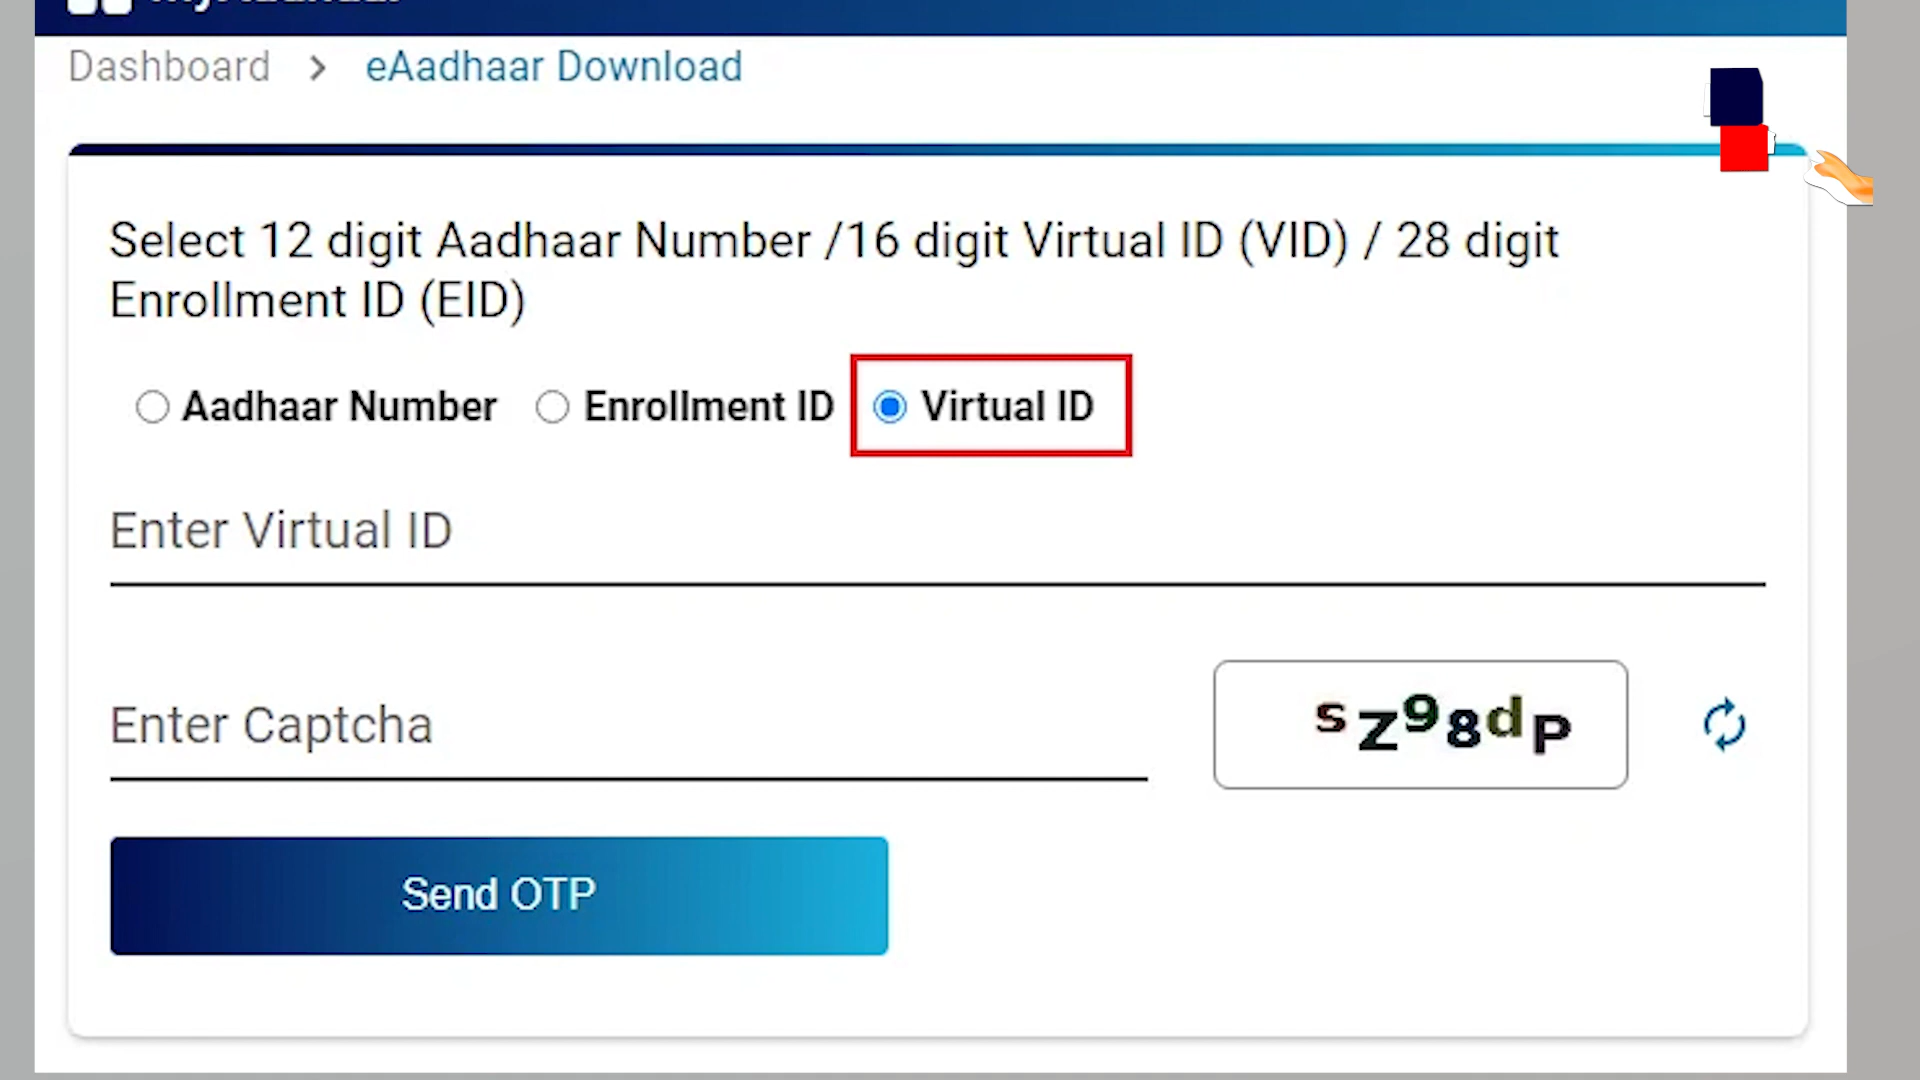 Dashboard > eAadhaar Download
Select 12 digit Aadhaar Number /16 digit Virtual ID (VID) / 28 digit
Enrollment ID (EID)
Aadhaar Number Enrollment ID Virtual ID
Enter Virtual ID
Enter Captcha
sz98dP
Send OTP